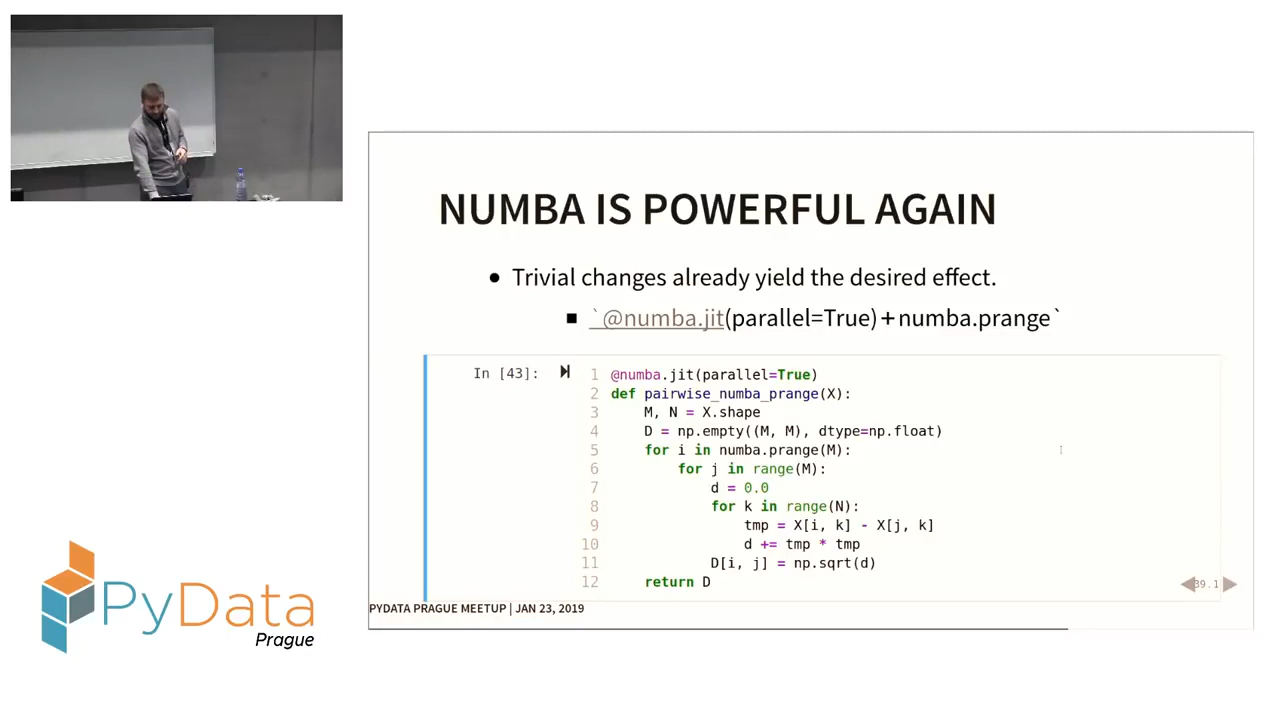 NUMBA IS POWERFUL AGAIN
• Trivial changes already yield the desired effect.
■ `@numba.jit(parallel=True)+numba.prange`
In [43]:
1 @numba.jit(parallel=True)
2 def pairwise_numba_prange(X):
3     M, N = X.shape
4     D = np.empty((M, M), dtype=np.float)
5     for i in numba.prange(M):
6         for j in range(M):
7             d = 0.0
8             for k in range(N):
9                 tmp = X[i, k] - X[j, k]
10                 d += tmp * tmp
11             D[i, j] = np.sqrt(d)
12     return D
39.1
PYDATA PRAGUE MEETUP | JAN 23, 2019
PyData
Prague